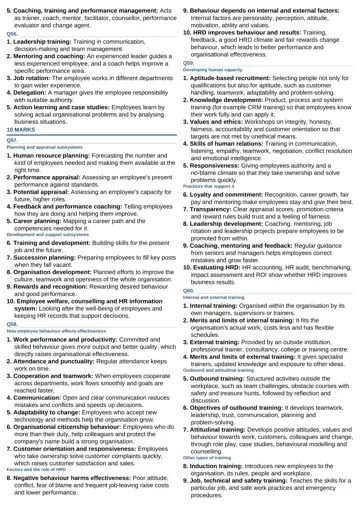 5. Coaching, training and performance management: Acts
as trainer, coach, mentor, facilitator, counsellor, performance
evaluator and change agent.
Q56.
1. Leadership training: Training in communication,
decision-making and team management.
2. Mentoring and coaching: An experienced leader guides a
less experienced employee, and a coach helps improve a
specific performance area.
3. Job rotation: The employee works in different departments
to gain wider experience.
4. Delegation: A manager gives the employee responsibility
with suitable authority.
5. Action learning and case studies: Employees learn by
solving actual organisational problems and by analysing
business situations.
10 MARKS
Q57.
Planning and appraisal subsystems
1. Human resource planning: Forecasting the number and
kind of employees needed and making them available at the
right time.
2. Performance appraisal: Assessing an employee's present
performance against standards.
3. Potential appraisal: Assessing an employee's capacity for
future, higher roles.
4. Feedback and performance coaching: Telling employees
how they are doing and helping them improve.
5. Career planning: Mapping a career path and the
competencies needed for it.
Development and support subsystems
6. Training and development: Building skills for the present
job and the future.
7. Succession planning: Preparing employees to fill key posts
when they fall vacant.
8. Organisation development: Planned efforts to improve the
culture, teamwork and openness of the whole organisation.
9. Rewards and recognition: Rewarding desired behaviour
and good performance.
10. Employee welfare, counselling and HR information
system: Looking after the well-being of employees and
keeping HR records that support decisions.
Q58.
How employee behaviour affects effectiveness
1. Work performance and productivity: Committed and
skilled behaviour gives more output and better quality, which
directly raises organisational effectiveness.
2. Attendance and punctuality: Regular attendance keeps
work on time.
3. Cooperation and teamwork: When employees cooperate
across departments, work flows smoothly and goals are
reached faster.
4. Communication: Open and clear communication reduces
mistakes and conflicts and speeds up decisions.
5. Adaptability to change: Employees who accept new
technology and methods help the organisation grow.
6. Organisational citizenship behaviour: Employees who do
more than their duty, help colleagues and protect the
company's name build a strong organisation.
7. Customer orientation and responsiveness: Employees
who take ownership solve customer complaints quickly,
which raises customer satisfaction and sales.
Factors and the role of HRD
8. Negative behaviour harms effectiveness: Poor attitude,
conflict, fear of blame and frequent job-leaving raise costs
and lower performance.
9. Behaviour depends on internal and external factors:
Internal factors are personality, perception, attitude,
motivation, ability and values.
10. HRD improves behaviour and results: Training,
feedback, a good HRD climate and fair rewards change
behaviour, which leads to better performance and
organisational effectiveness.
Q59.
Developing human capacity
1. Aptitude-based recruitment: Selecting people not only for
qualifications but also for aptitude, such as customer
handling, teamwork, adaptability and problem-solving.
2. Knowledge development: Product, process and system
training (for example CRM training) so that employees know
their work fully and can apply it.
3. Values and ethics: Workshops on integrity, honesty,
fairness, accountability and customer orientation so that
targets are not met by unethical means.
4. Skills of human relations: Training in communication,
listening, empathy, teamwork, negotiation, conflict resolution
and emotional intelligence.
5. Responsiveness: Giving employees authority and a
no-blame climate so that they take ownership and solve
problems quickly.
Practices that support it
6. Loyalty and commitment: Recognition, career growth, fair
pay and mentoring make employees stay and give their best.
7. Transparency: Clear appraisal scores, promotion criteria
and reward rules build trust and a feeling of fairness.
8. Leadership development: Coaching, mentoring, job
rotation and leadership projects prepare employees to be
promoted from within.
9. Coaching, mentoring and feedback: Regular guidance
from seniors and managers helps employees correct
mistakes and grow faster.
10. Evaluating HRD: HR accounting, HR audit, benchmarking,
impact assessment and ROI show whether HRD improves
business results.
Q60.
Internal and external training
1. Internal training: Organised within the organisation by its
own managers, supervisors or trainers.
2. Merits and limits of internal training: It fits the
organisation's actual work, costs less and has flexible
schedules.
3. External training: Provided by an outside institution,
professional trainer, consultancy, college or training centre.
4. Merits and limits of external training: It gives specialist
trainers, updated knowledge and exposure to other ideas.
Outbound and attitudinal training
5. Outbound training: Structured activities outside the
workplace, such as team challenges, obstacle courses with
safety and treasure hunts, followed by reflection and
discussion.
6. Objectives of outbound training: It develops teamwork,
leadership, trust, communication, planning and
problem-solving.
7. Attitudinal training: Develops positive attitudes, values and
behaviour towards work, customers, colleagues and change,
through role play, case studies, behavioural modelling and
counselling.
Other types of training
8. Induction training: Introduces new employees to the
organisation, its rules, people and workplace.
9. Job, technical and safety training: Teaches the skills for a
particular job, and safe work practices and emergency
procedures.